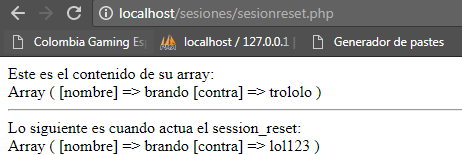 localhost/sesiones/sesionreset.php
Colombia Gaming Es
localhost / 127.0.0.1 |
Generador de pastes
Este es el contenido de su array:
Array ( [nombre] => brando [contra] => trololo )
Lo siguiente es cuando actua el session_reset:
Array ( [nombre] => brando [contra] => lol123 )